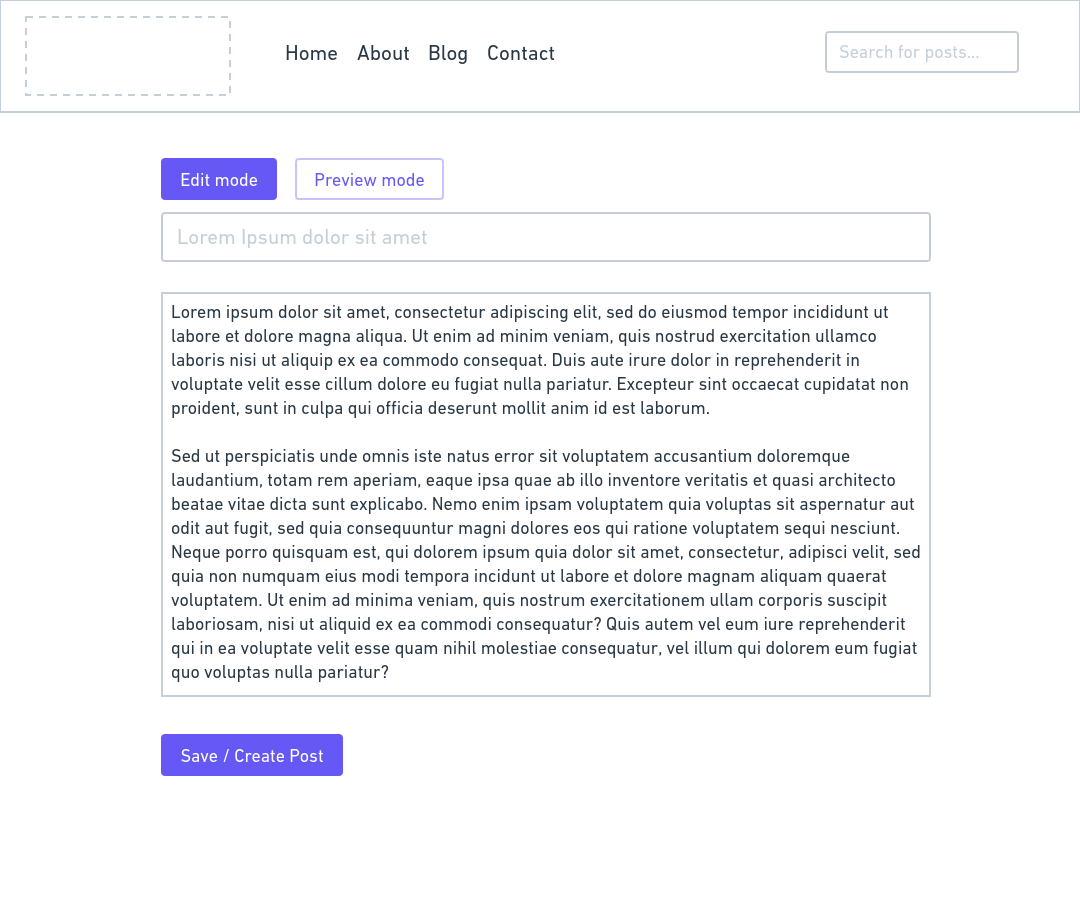 Home About Blog Contact Search for posts...
Edit mode Preview mode
Lorem Ipsum dolor sit amet
Lorem ipsum dolor sit amet, consectetur adipiscing elit, sed do eiusmod tempor incididunt ut
labore et dolore magna aliqua. Ut enim ad minim veniam, quis nostrud exercitation ullamco
laboris nisi ut aliquip ex ea commodo consequat. Duis aute irure dolor in reprehenderit in
voluptate velit esse cillum dolore eu fugiat nulla pariatur. Excepteur sint occaecat cupidatat non
proident, sunt in culpa qui officia deserunt mollit anim id est laborum.
Sed ut perspiciatis unde omnis iste natus error sit voluptatem accusantium doloremque
laudantium, totam rem aperiam, eaque ipsa quae ab illo inventore veritatis et quasi architecto
beatae vitae dicta sunt explicabo. Nemo enim ipsam voluptatem quia voluptas sit aspernatur aut
odit aut fugit, sed quia consequuntur magni dolores eos qui ratione voluptatem sequi nesciunt.
Neque porro quisquam est, qui dolorem ipsum quia dolor sit amet, consectetur, adipisci velit, sed
quia non numquam eius modi tempora incidunt ut labore et dolore magnam aliquam quaerat
voluptatem. Ut enim ad minima veniam, quis nostrum exercitationem ullam corporis suscipit
laboriosam, nisi ut aliquid ex ea commodi consequatur? Quis autem vel eum iure reprehenderit
qui in ea voluptate velit esse quam nihil molestiae consequatur, vel illum qui dolorem eum fugiat
quo voluptas nulla pariatur?
Save / Create Post